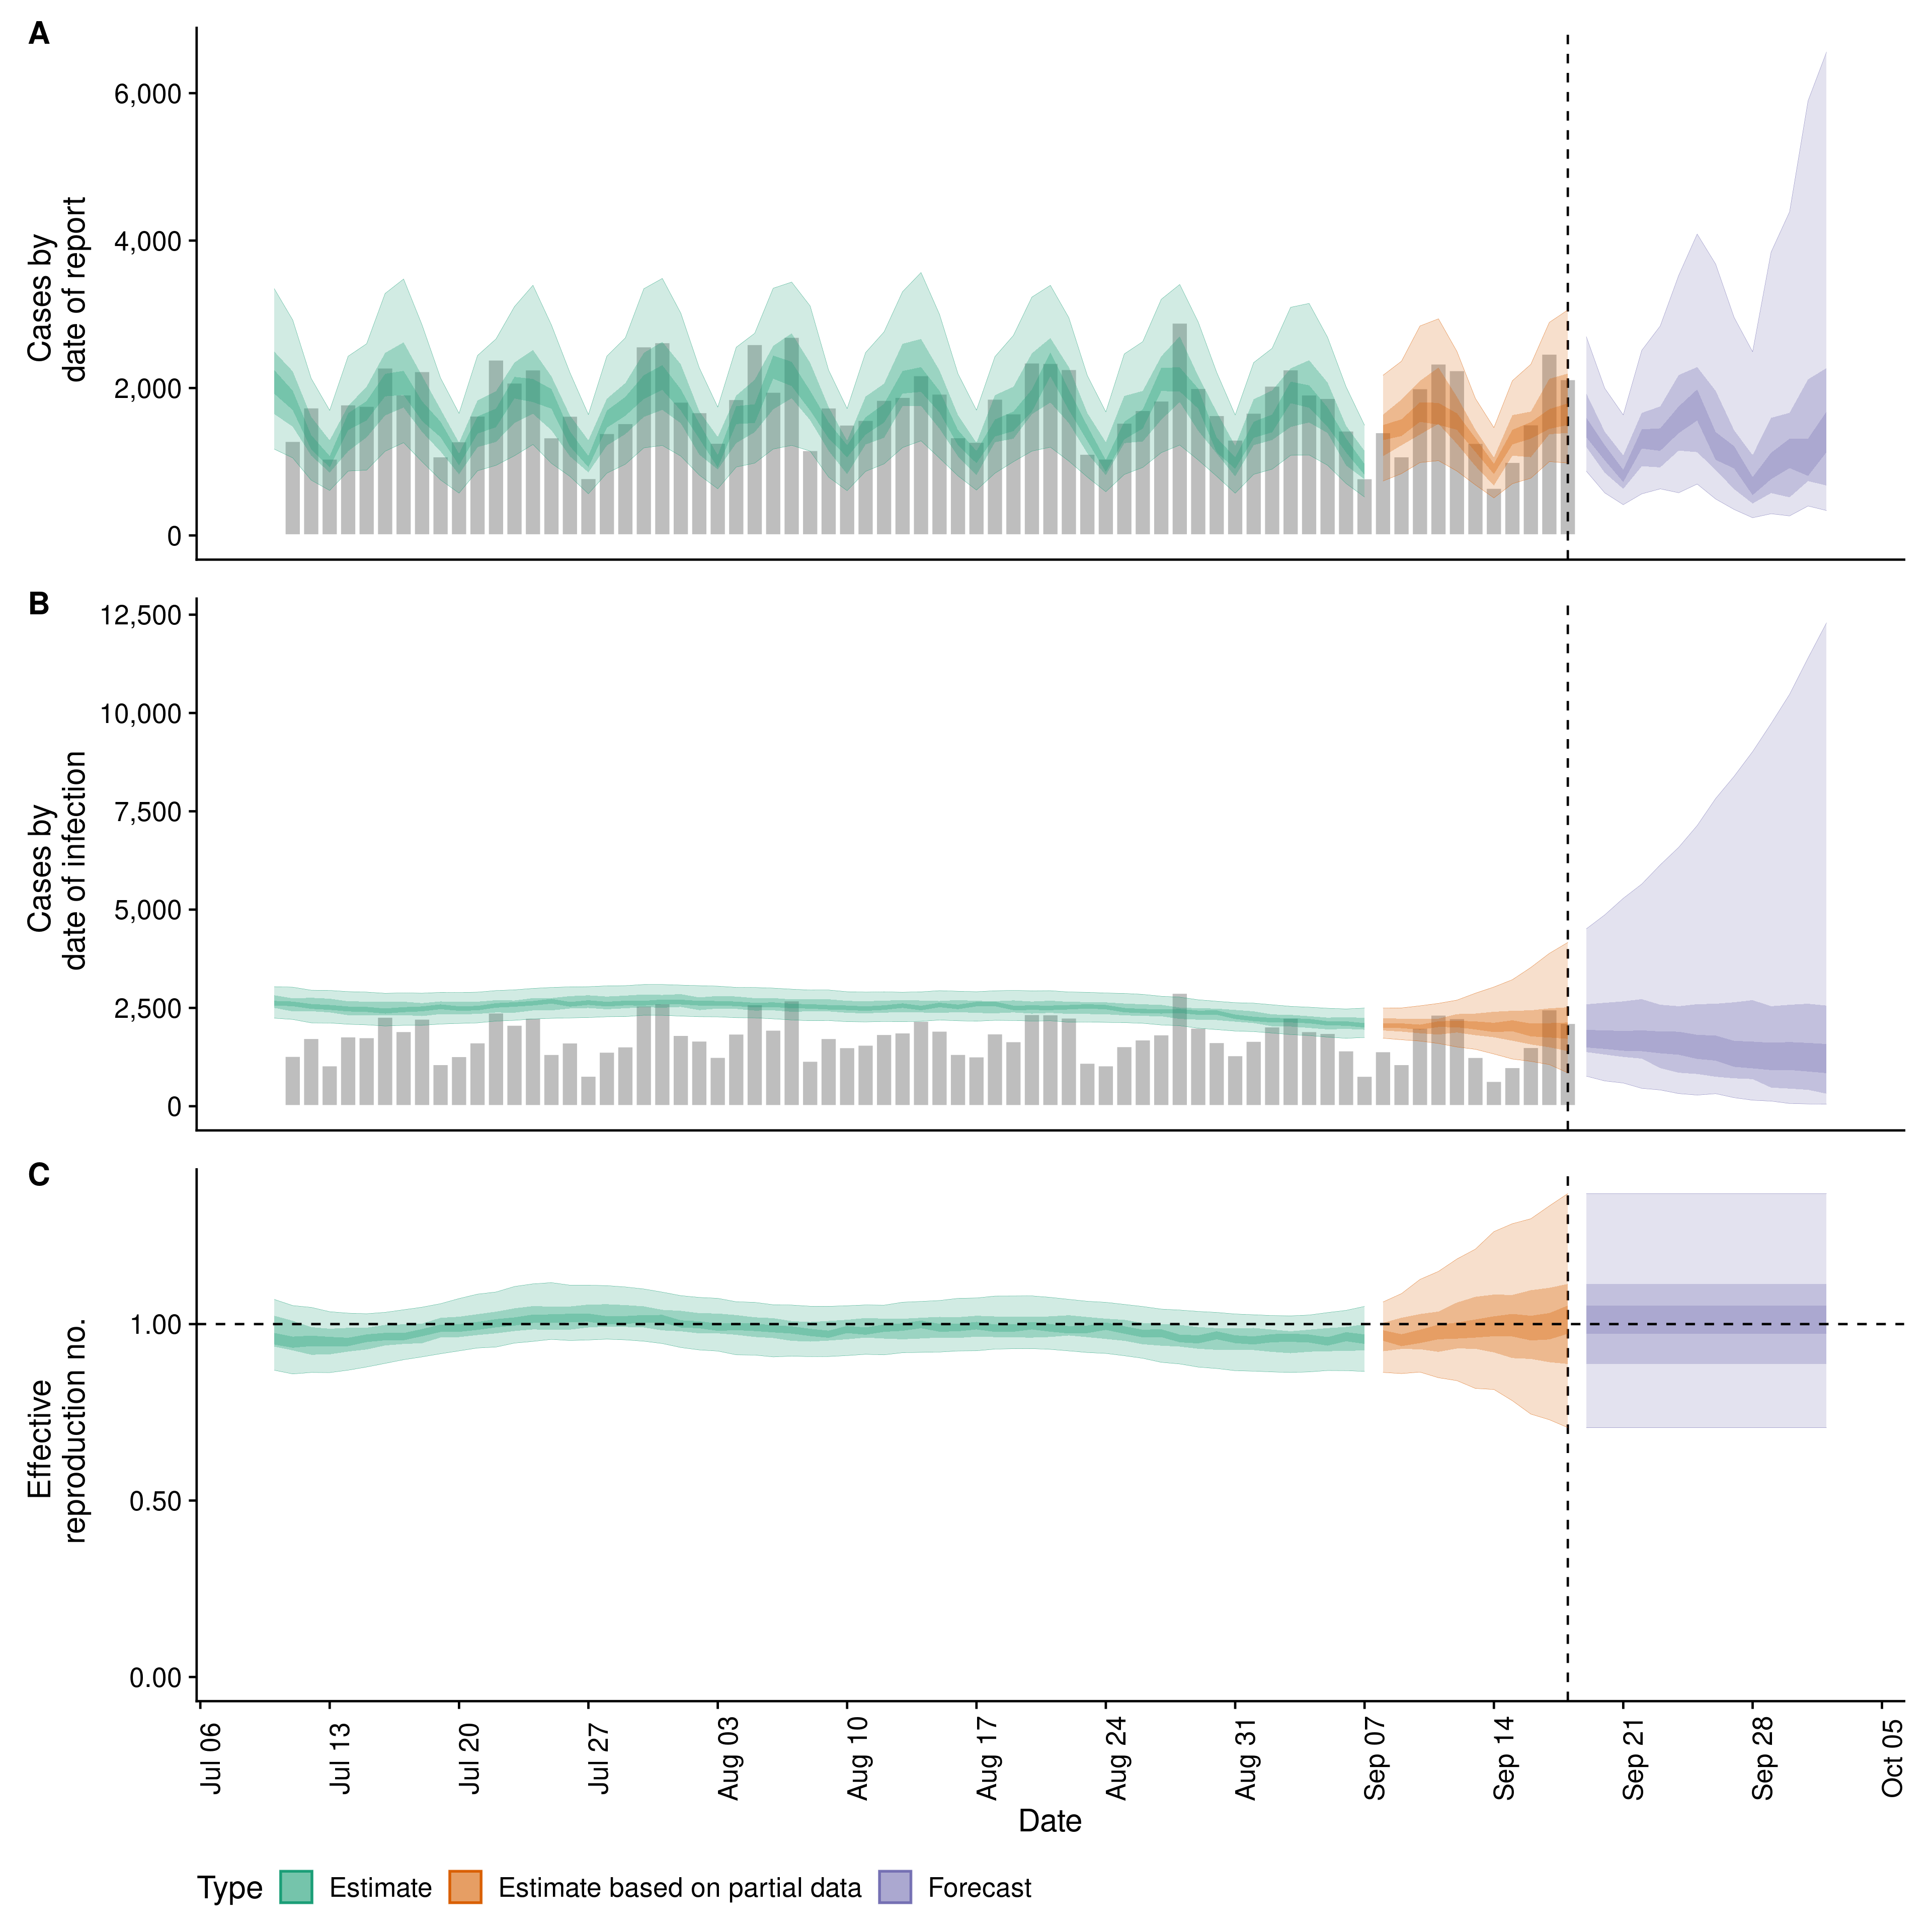 A
Cases by
date of report
6,000
4,000
2,000
0
B
Cases by
date of infection
12,500
10,000
7,500
5,000
2,500
0
C
Effective
reproduction no.
1.00
0.50
0.00
Jul 06
Jul 13
Jul 20
Jul 27
Aug 03
Aug 10
Aug 17
Aug 24
Aug 31
Sep 07
Sep 14
Sep 21
Sep 28
Oct 05
Date
Type Estimate Estimate based on partial data Forecast